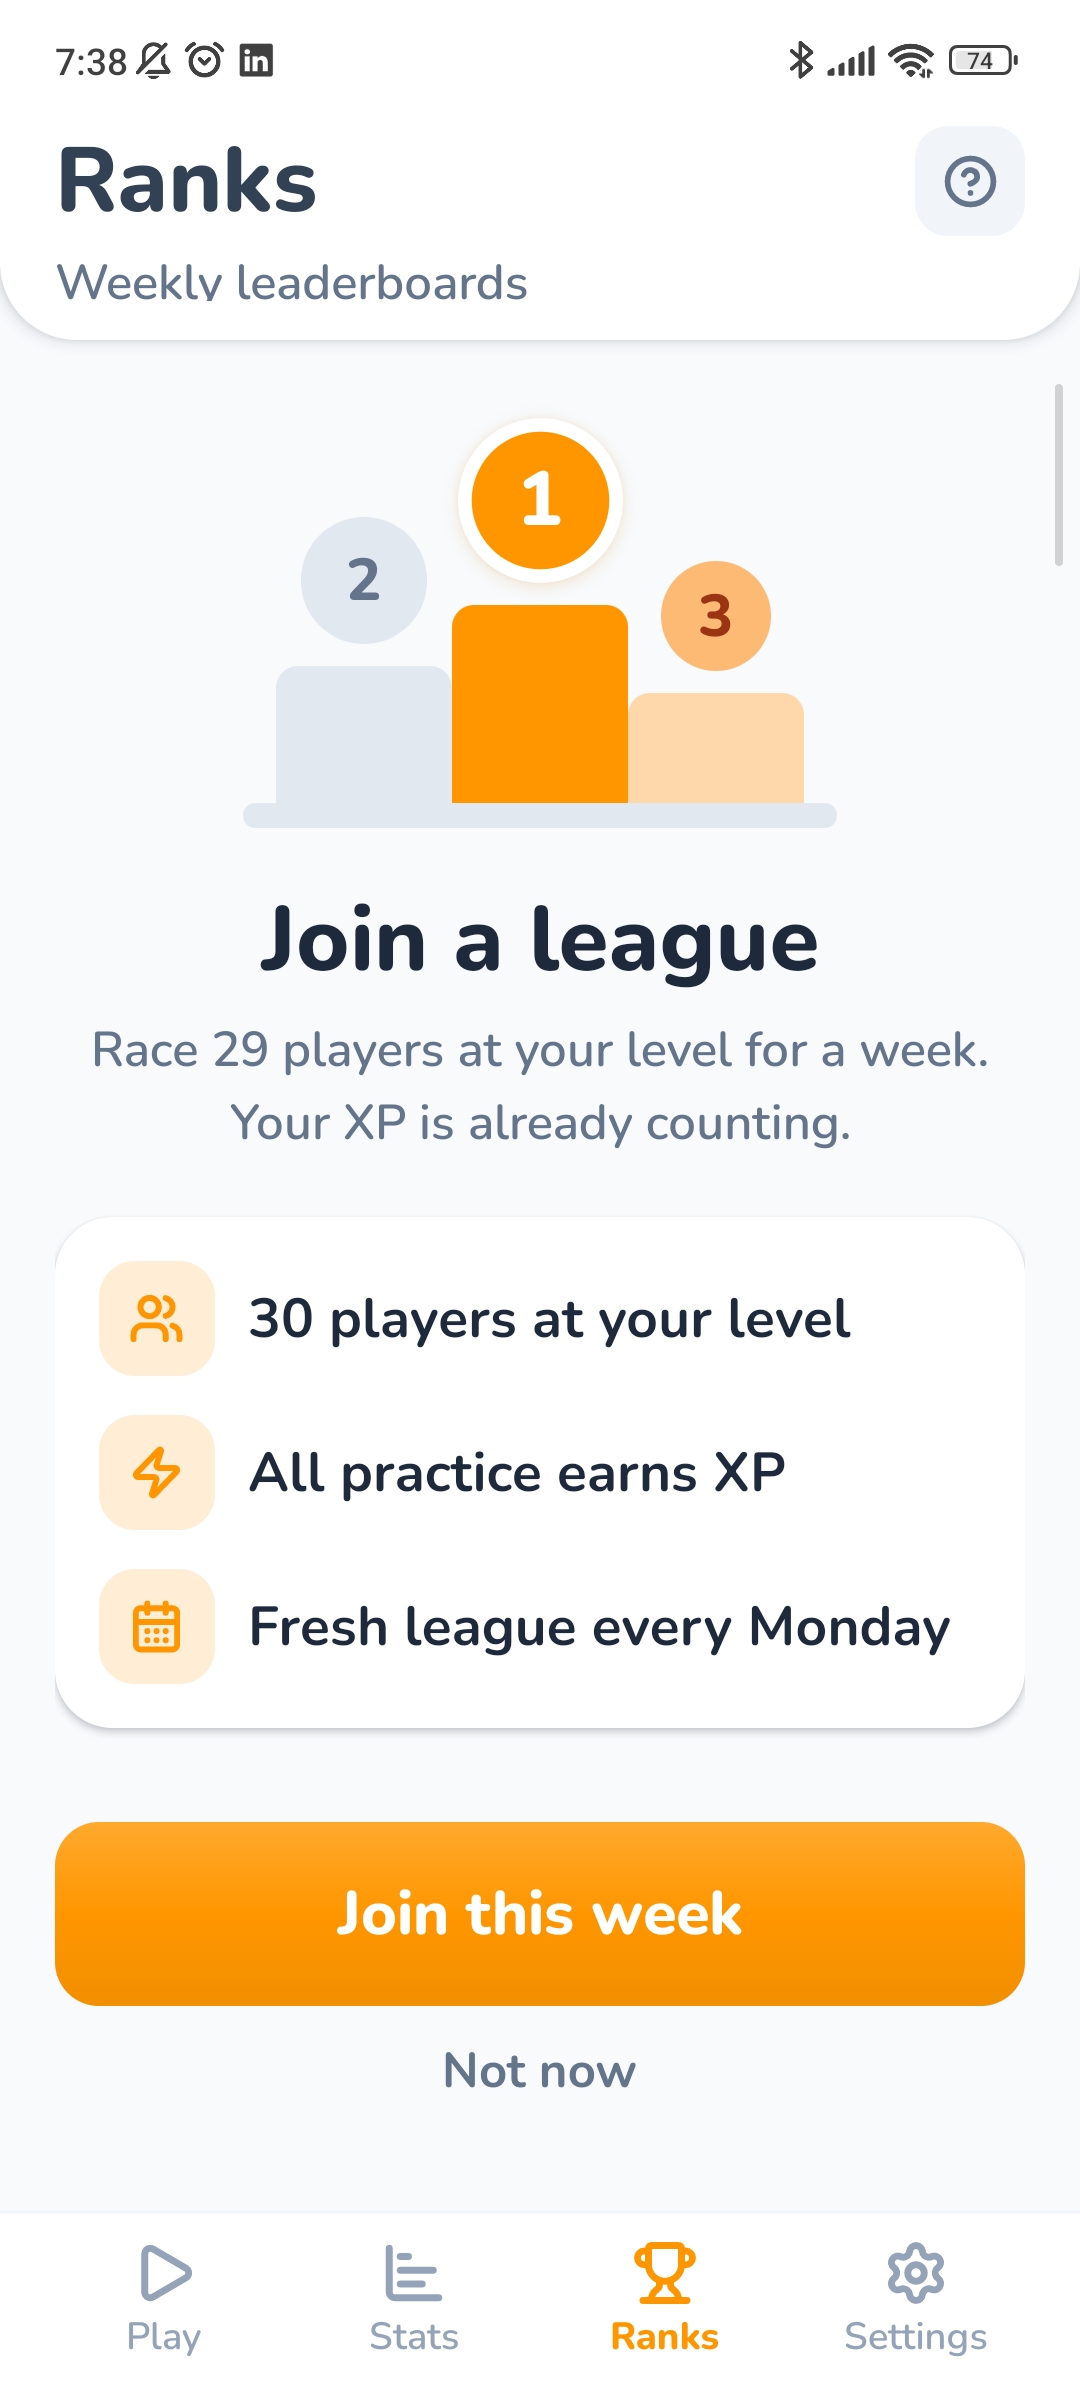 7:38
74
Ranks
Weekly leaderboards
1
2
3
Join a league
Race 29 players at your level for a week.
Your XP is already counting.
30 players at your level
All practice earns XP
Fresh league every Monday
Join this week
Not now
Play
Stats
Ranks
Settings